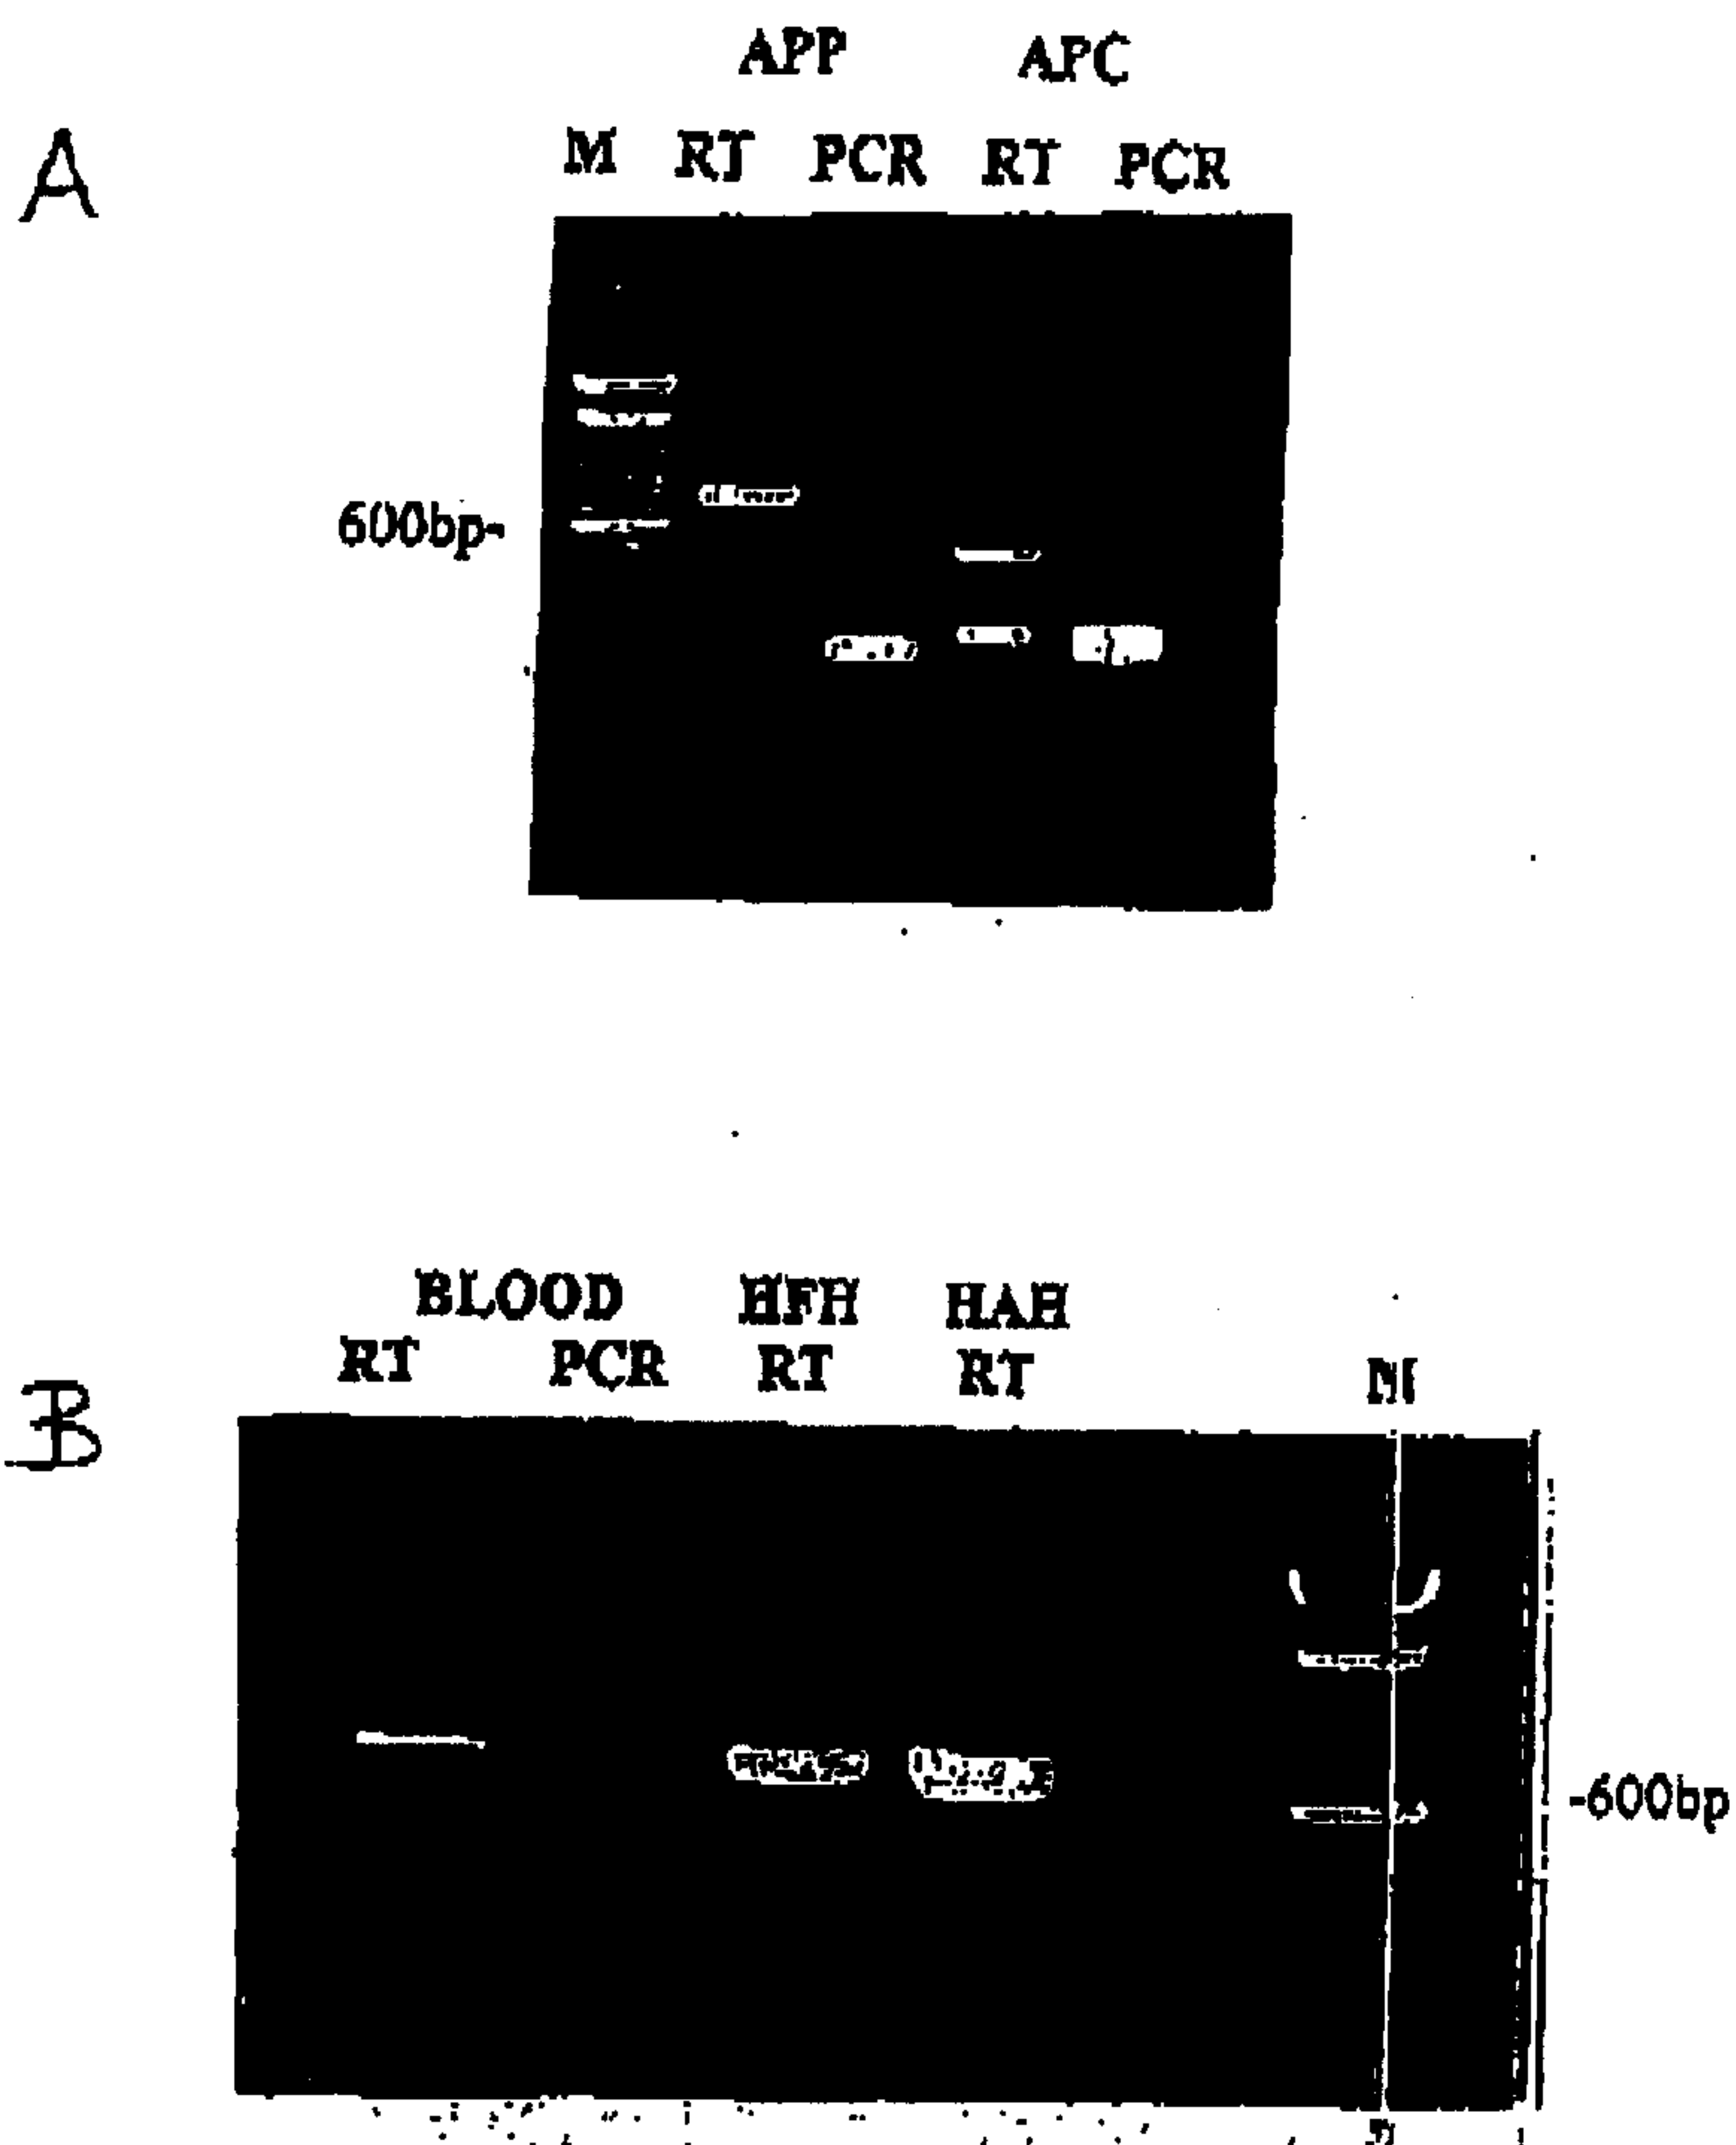 APP APC
A
M RT PCR RT PCR
600bp-
BLOOD HFH HAH
RT PCR RT RT M
B
-600bp